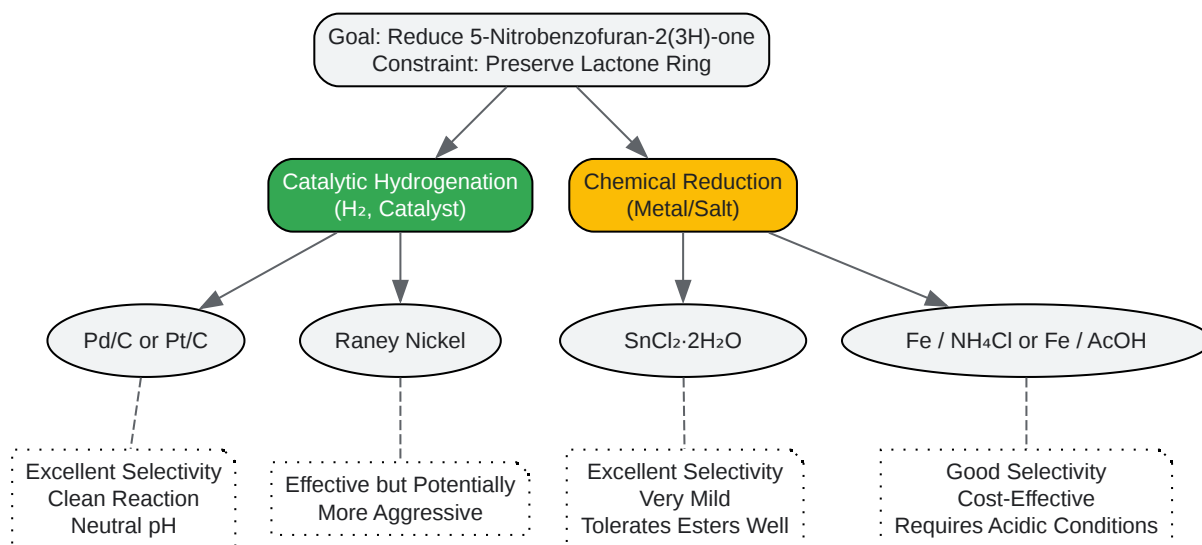 Goal: Reduce 5-Nitrobenzofuran-2(3H)-one
Constraint: Preserve Lactone Ring
Catalytic Hydrogenation
(H₂, Catalyst)
Chemical Reduction
(Metal/Salt)
Pd/C or Pt/C
Raney Nickel
SnCl₂·2H₂O
Fe / NH₄Cl or Fe / AcOH
Excellent Selectivity
Clean Reaction
Neutral pH
Effective but Potentially
More Aggressive
Excellent Selectivity
Very Mild
Tolerates Esters Well
Good Selectivity
Cost-Effective
Requires Acidic Conditions